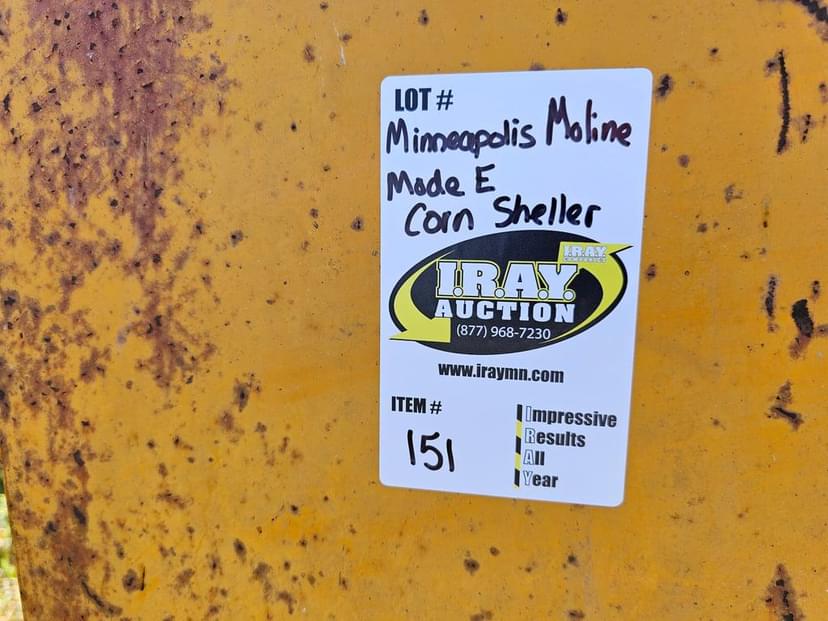 LOT #
Minneapolis Moline
Mode E
Corn Sheller
I.R.A.Y.
COMPANIES
I.R.A.Y.
AUCTION
(877) 968-7230
www.iraymn.com
ITEM #
151
Impressive
Results
All
Year